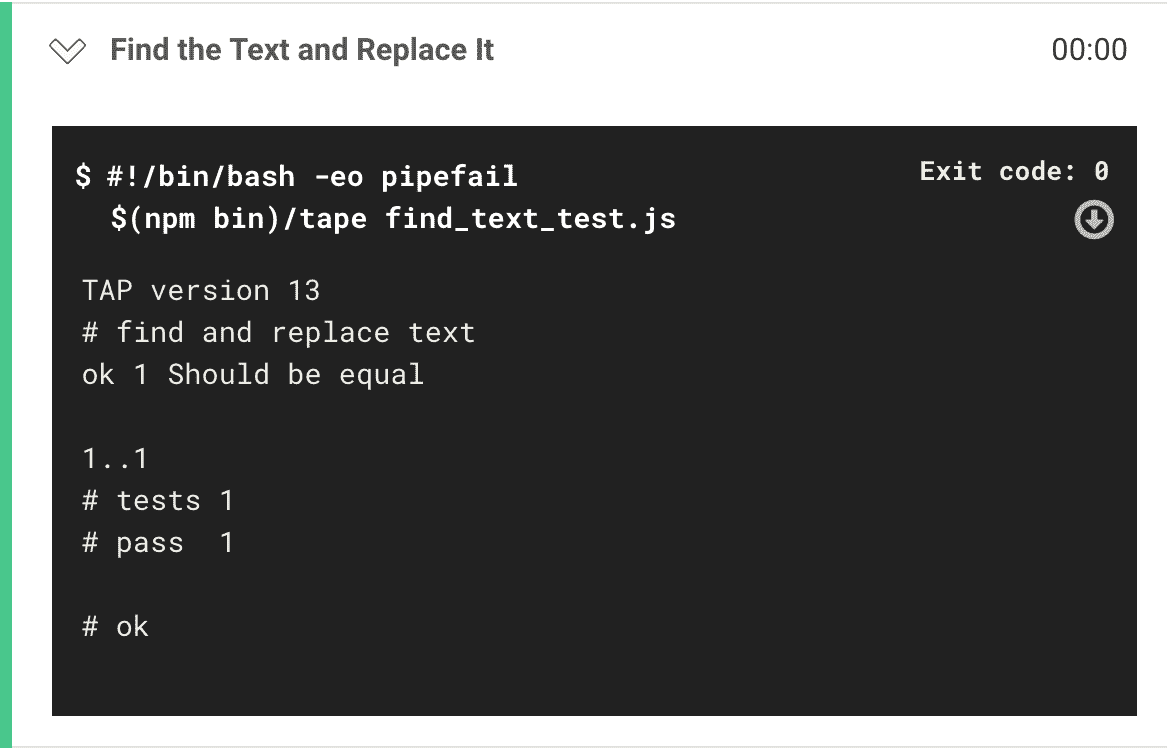 Find the Text and Replace It 00:00
$ #!/bin/bash -eo pipefail Exit code: 0
$(npm bin)/tape find_text_test.js
TAP version 13
# find and replace text
ok 1 Should be equal
1..1
# tests 1
# pass  1
# ok